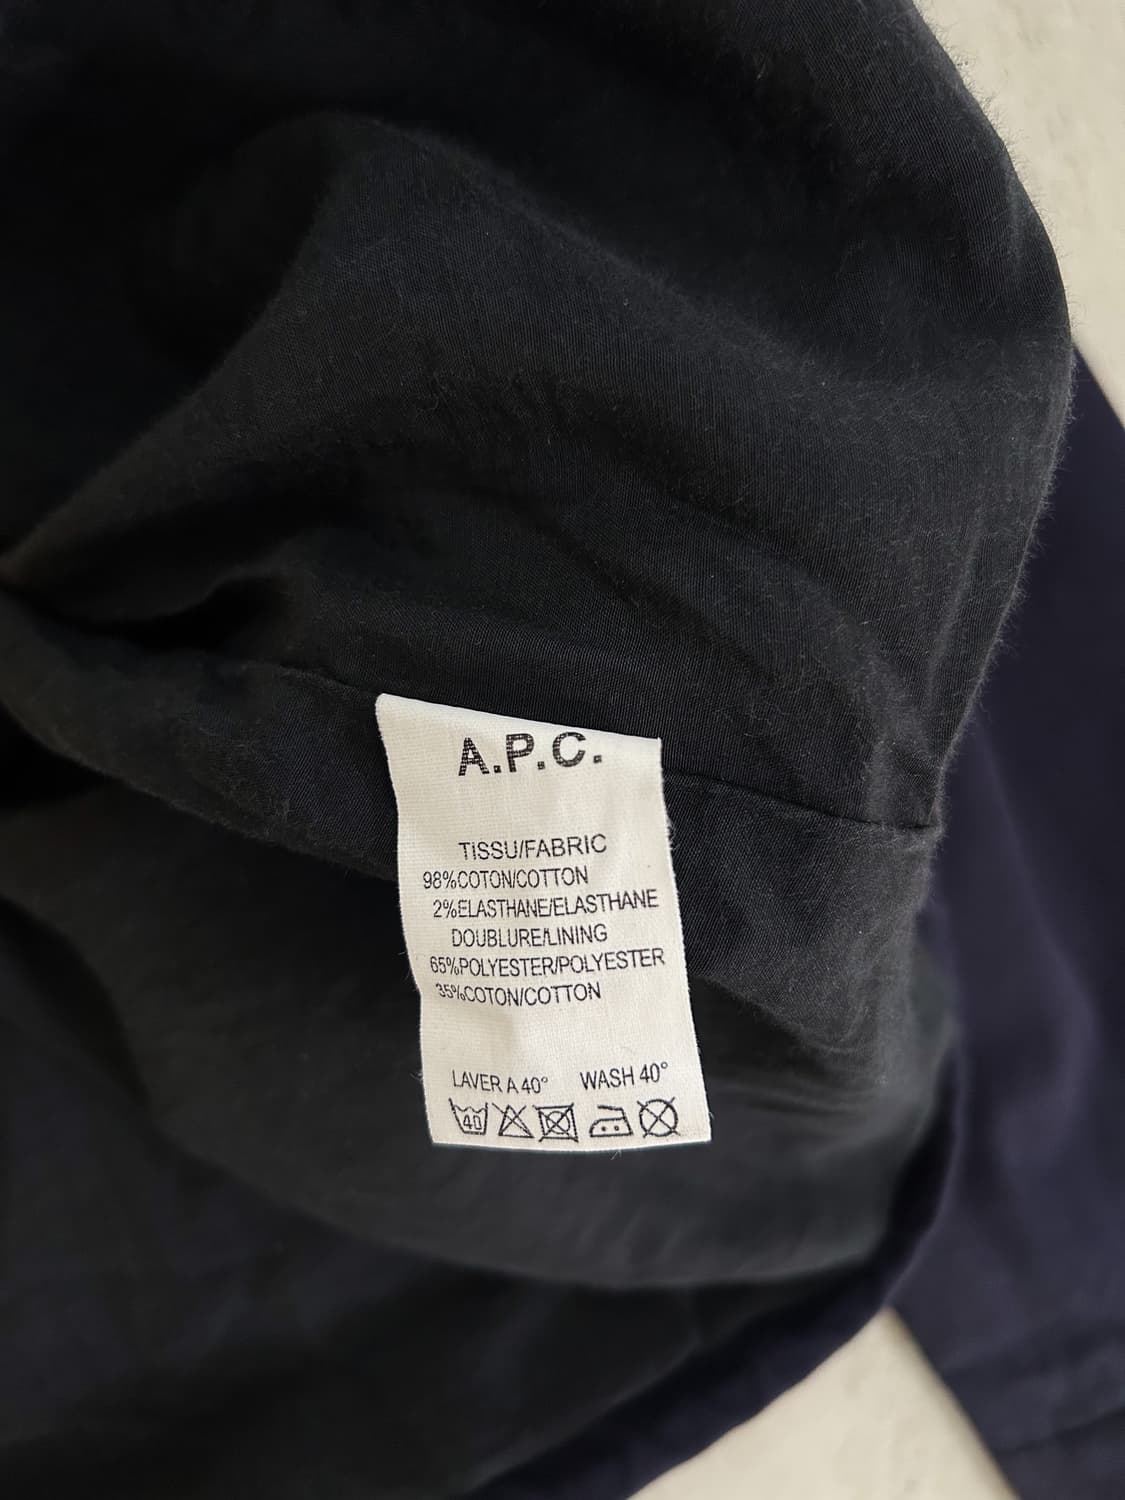 A.P.C.
TISSU/FABRIC
98%COTON/COTTON
2%ELASTHANE/ELASTHANE
DOUBLURE/LINING
65%POLYESTER/POLYESTER
35%COTON/COTTON
LAVER A 40° WASH 40°
40